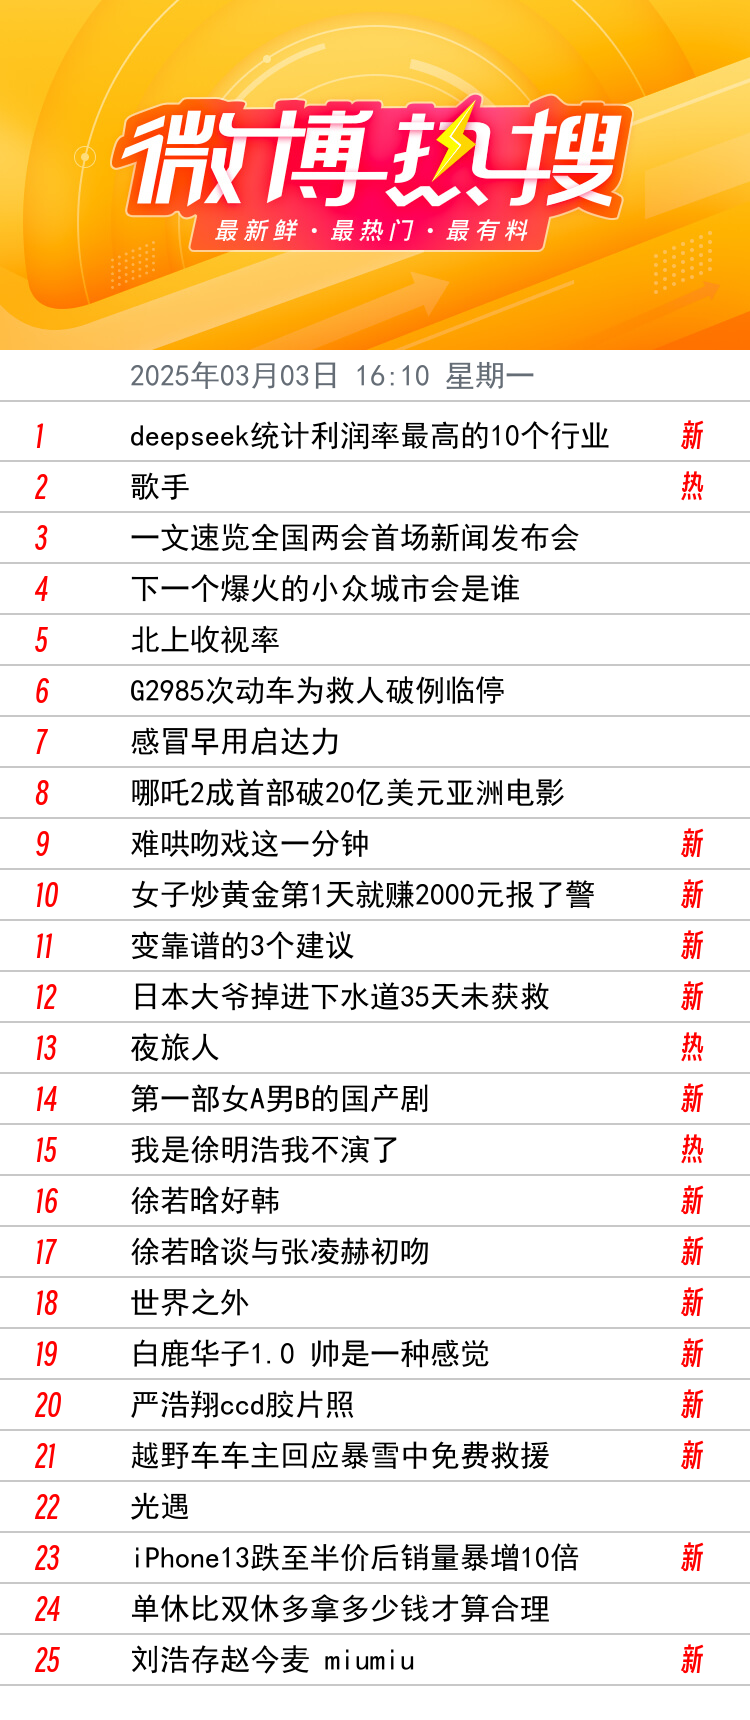 微博热搜
最新鲜·最热门·最有料
2025年03月03日 16:10 星期一
1 deepseek统计利润率最高的10个行业 新
2 歌手 热
3 一文速览全国两会首场新闻发布会
4 下一个爆火的小众城市会是谁
5 北上收视率
6 G2985次动车为救人破例临停
7 感冒早用启达力
8 哪吒2成首部破20亿美元亚洲电影
9 难哄吻戏这一分钟 新
10 女子炒黄金第1天就赚2000元报了警 新
11 变靠谱的3个建议 新
12 日本大爷掉进下水道35天未获救 新
13 夜旅人 热
14 第一部女A男B的国产剧 新
15 我是徐明浩我不演了 热
16 徐若晗好韩 新
17 徐若晗谈与张凌赫初吻 新
18 世界之外 新
19 白鹿华子1.0 帅是一种感觉 新
20 严浩翔ccd胶片照 新
21 越野车车主回应暴雪中免费救援 新
22 光遇
23 iPhone13跌至半价后销量暴增10倍 新
24 单休比双休多拿多少钱才算合理
25 刘浩存赵今麦 miumiu 新